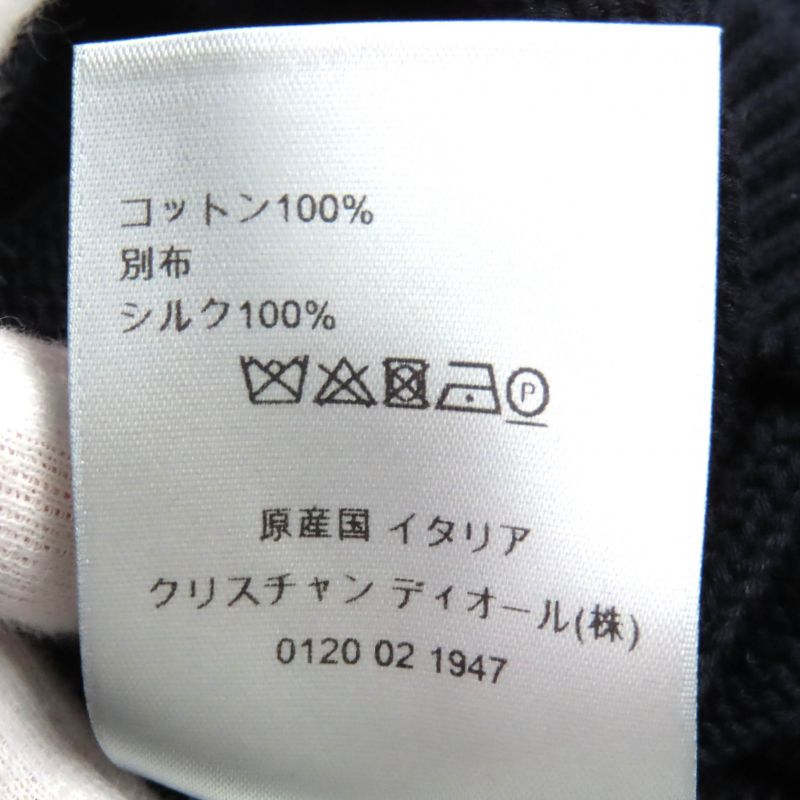 コットン100%
別布
シルク100%
P
原産国 イタリア
クリスチャン ディオール(株)
0120 02 1947